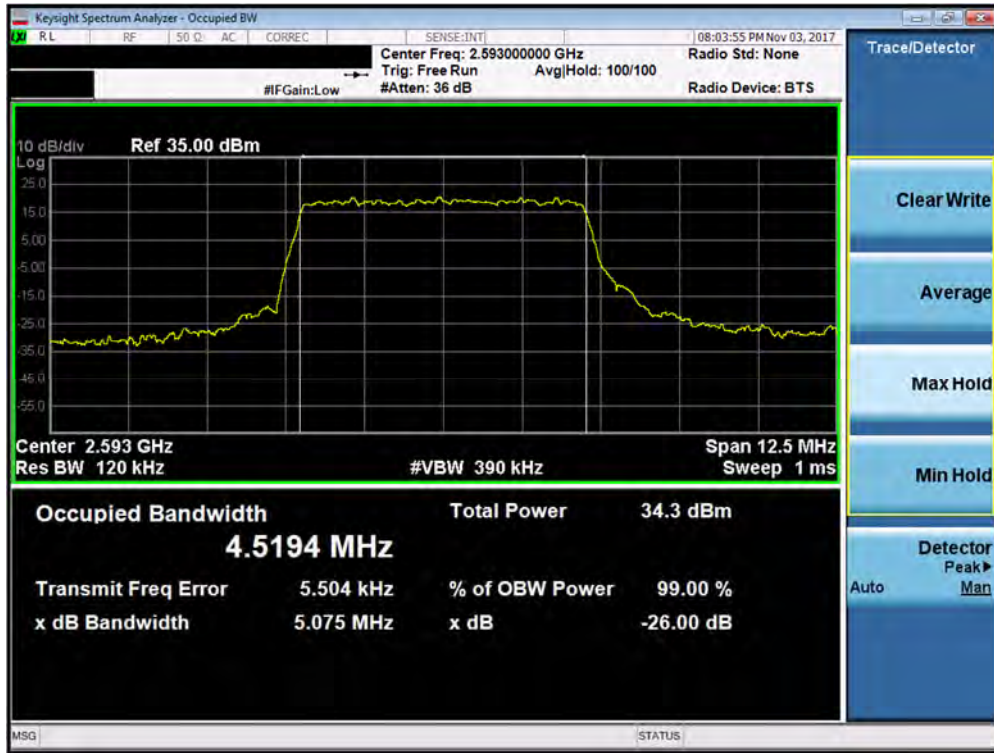 Keysight Spectrum Analyzer - Occupied BW
LXI RL RF 50 Ω AC CORREC SENSE:INT 08:03:55 PM Nov 03, 2017
Center Freq: 2.593000000 GHz Radio Std: None
Trig: Free Run Avg|Hold: 100/100
#IFGain:Low #Atten: 36 dB Radio Device: BTS
Trace/Detector
10 dB/div Ref 35.00 dBm
Log
25.0
15.0
5.00
-5.00
-15.0
-25.0
-35.0
-45.0
-55.0
Center 2.593 GHz Span 12.5 MHz
Res BW 120 kHz #VBW 390 kHz Sweep 1 ms
Occupied Bandwidth Total Power 34.3 dBm
4.5194 MHz
Transmit Freq Error 5.504 kHz % of OBW Power 99.00 %
x dB Bandwidth 5.075 MHz x dB -26.00 dB
Clear Write
Average
Max Hold
Min Hold
Detector
Peak▶
Auto Man
MSG STATUS